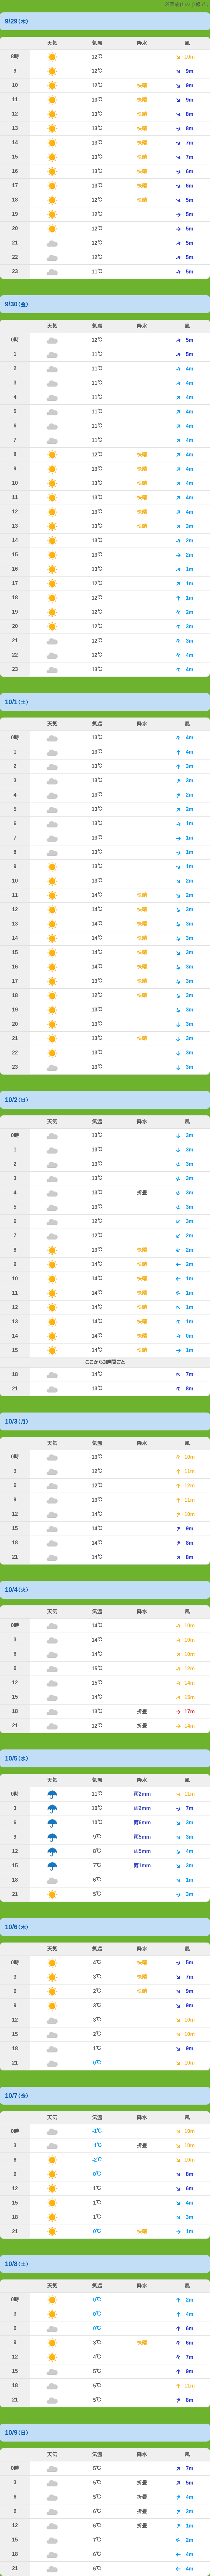 ※乗鞍山の予報です
9/29(木)
天気 気温 降水 風
8時 12℃ 10m
9 12℃ 9m
10 12℃ 快晴 9m
11 13℃ 快晴 9m
12 13℃ 快晴 8m
13 13℃ 快晴 8m
14 12℃ 快晴 7m
15 12℃ 快晴 7m
16 12℃ 快晴 6m
17 12℃ 快晴 6m
18 12℃ 快晴 5m
19 12℃ 5m
20 12℃ 5m
21 12℃ 5m
22 12℃ 5m
23 11℃ 5m
9/30(金)
天気 気温 降水 風
0時 12℃ 5m
1 11℃ 5m
2 11℃ 4m
3 11℃ 4m
4 11℃ 4m
5 11℃ 4m
6 11℃ 4m
7 11℃ 4m
8 12℃ 快晴 4m
9 13℃ 快晴 4m
10 13℃ 快晴 4m
11 13℃ 快晴 4m
12 13℃ 快晴 4m
13 13℃ 快晴 3m
14 13℃ 2m
15 13℃ 2m
16 13℃ 1m
17 12℃ 1m
18 12℃ 1m
19 12℃ 2m
20 12℃ 3m
21 12℃ 3m
22 12℃ 4m
23 13℃ 4m
10/1(土)
天気 気温 降水 風
0時 13℃ 4m
1 13℃ 4m
2 13℃ 3m
3 13℃ 3m
4 13℃ 2m
5 13℃ 2m
6 13℃ 1m
7 13℃ 1m
8 13℃ 1m
9 13℃ 1m
10 13℃ 2m
11 14℃ 快晴 2m
12 14℃ 快晴 3m
13 14℃ 快晴 3m
14 14℃ 快晴 3m
15 14℃ 快晴 3m
16 14℃ 快晴 3m
17 13℃ 快晴 3m
18 12℃ 快晴 3m
19 13℃ 3m
20 13℃ 3m
21 13℃ 快晴 3m
22 13℃ 3m
23 13℃ 3m
10/2(日)
天気 気温 降水 風
0時 13℃ 3m
1 13℃ 3m
2 13℃ 3m
3 13℃ 3m
4 13℃ 折曇 3m
5 13℃ 3m
6 12℃ 3m
7 12℃ 2m
8 13℃ 快晴 2m
9 14℃ 快晴 2m
10 14℃ 快晴 1m
11 14℃ 快晴 1m
12 14℃ 快晴 1m
13 14℃ 快晴 1m
14 14℃ 快晴 0m
15 14℃ 快晴 1m
ここから3時間ごと
18 14℃ 7m
21 13℃ 8m
10/3(月)
天気 気温 降水 風
0時 13℃ 10m
3 12℃ 11m
6 12℃ 12m
9 13℃ 11m
12 14℃ 10m
15 14℃ 9m
18 14℃ 8m
21 14℃ 8m
10/4(火)
天気 気温 降水 風
0時 14℃ 10m
3 14℃ 10m
6 14℃ 10m
9 15℃ 12m
12 15℃ 14m
15 14℃ 15m
18 13℃ 折曇 17m
21 12℃ 折曇 14m
10/5(水)
天気 気温 降水 風
0時 11℃ 雨2mm 11m
3 10℃ 雨2mm 7m
6 10℃ 雨6mm 3m
9 9℃ 雨5mm 3m
12 8℃ 雨5mm 4m
15 7℃ 雨1mm 3m
18 6℃ 1m
21 5℃ 3m
10/6(木)
天気 気温 降水 風
0時 4℃ 快晴 5m
3 3℃ 快晴 7m
6 2℃ 快晴 9m
9 3℃ 9m
12 3℃ 10m
15 2℃ 10m
18 1℃ 9m
21 0℃ 10m
10/7(金)
天気 気温 降水 風
0時 -1℃ 10m
3 -1℃ 折曇 10m
6 -2℃ 10m
9 0℃ 8m
12 1℃ 6m
15 1℃ 4m
18 1℃ 3m
21 0℃ 快晴 1m
10/8(土)
天気 気温 降水 風
0時 0℃ 2m
3 0℃ 4m
6 0℃ 6m
9 3℃ 快晴 6m
12 4℃ 7m
15 5℃ 9m
18 5℃ 11m
21 5℃ 8m
10/9(日)
天気 気温 降水 風
0時 5℃ 7m
3 5℃ 折曇 5m
6 5℃ 折曇 4m
9 6℃ 折曇 2m
12 6℃ 折曇 1m
15 7℃ 2m
18 6℃ 4m
21 6℃ 4m